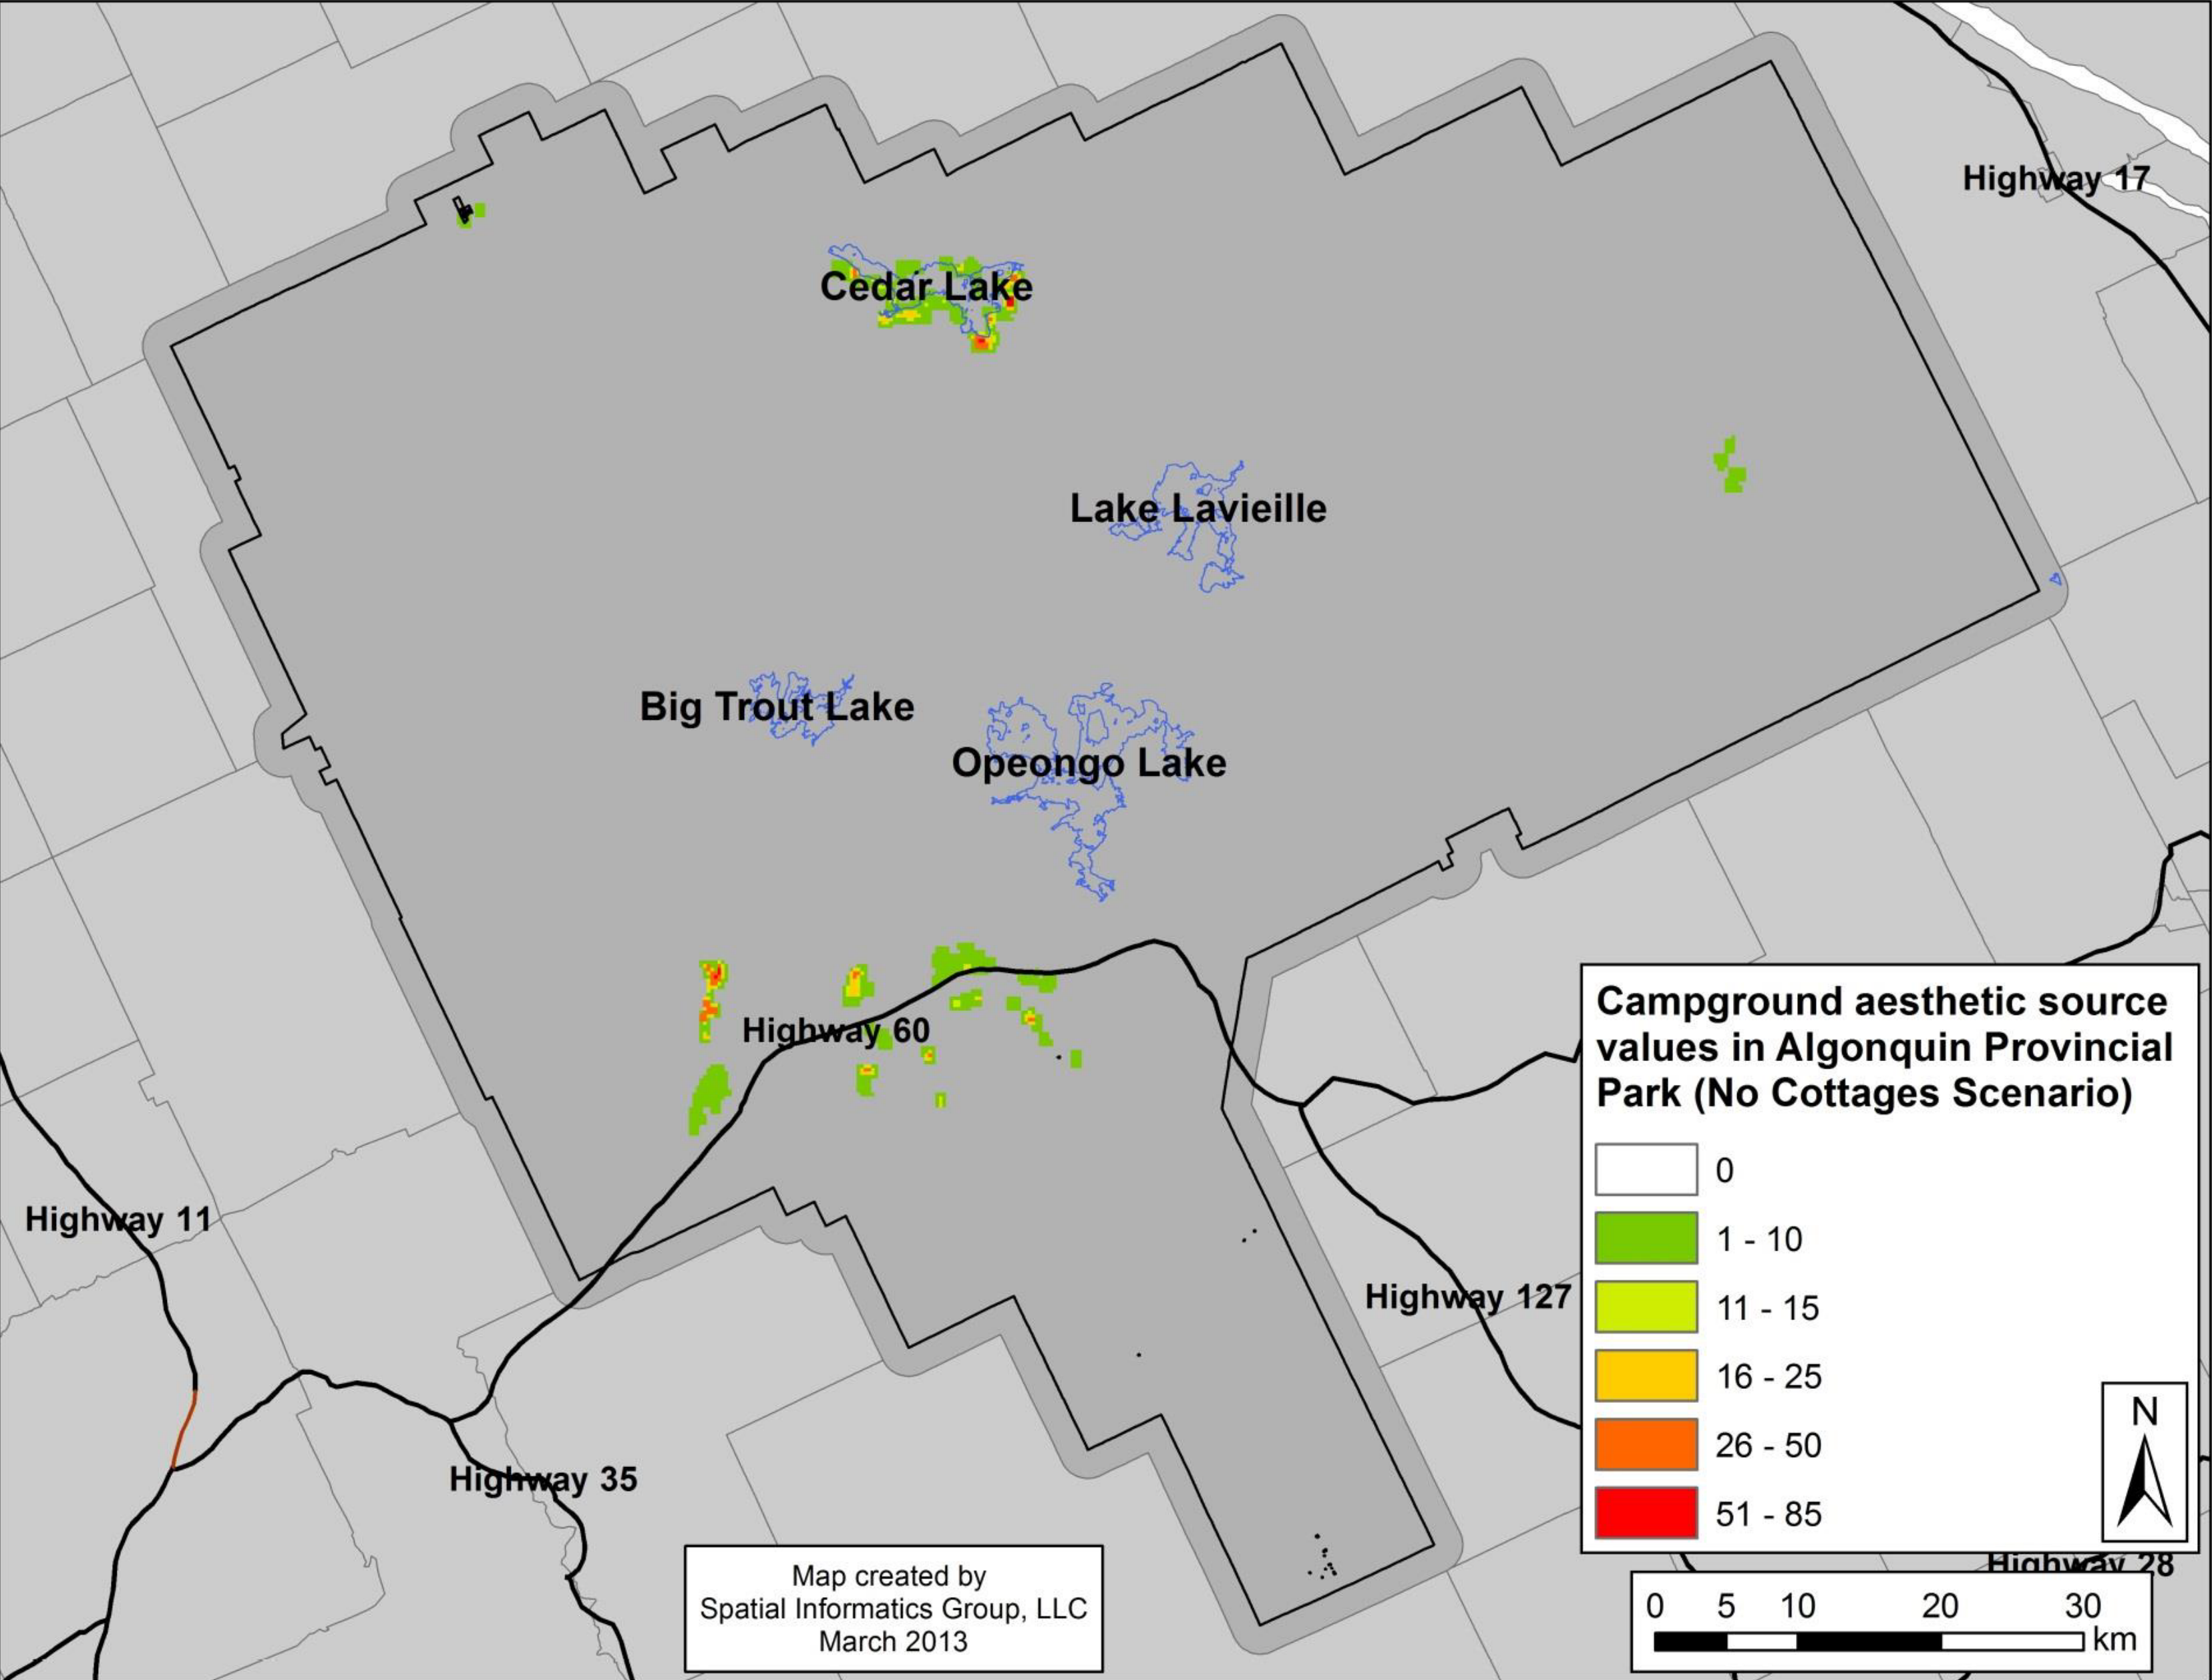 Highway 17
Cedar Lake
Lake Lavieille
Big Trout Lake
Opeongo Lake
Highway 60
Highway 11
Highway 127
Highway 35
Campground aesthetic source
values in Algonquin Provincial
Park (No Cottages Scenario)
0
1 - 10
11 - 15
16 - 25
26 - 50
51 - 85
N
Highway 28
0 5 10 20 30
km
Map created by
Spatial Informatics Group, LLC
March 2013